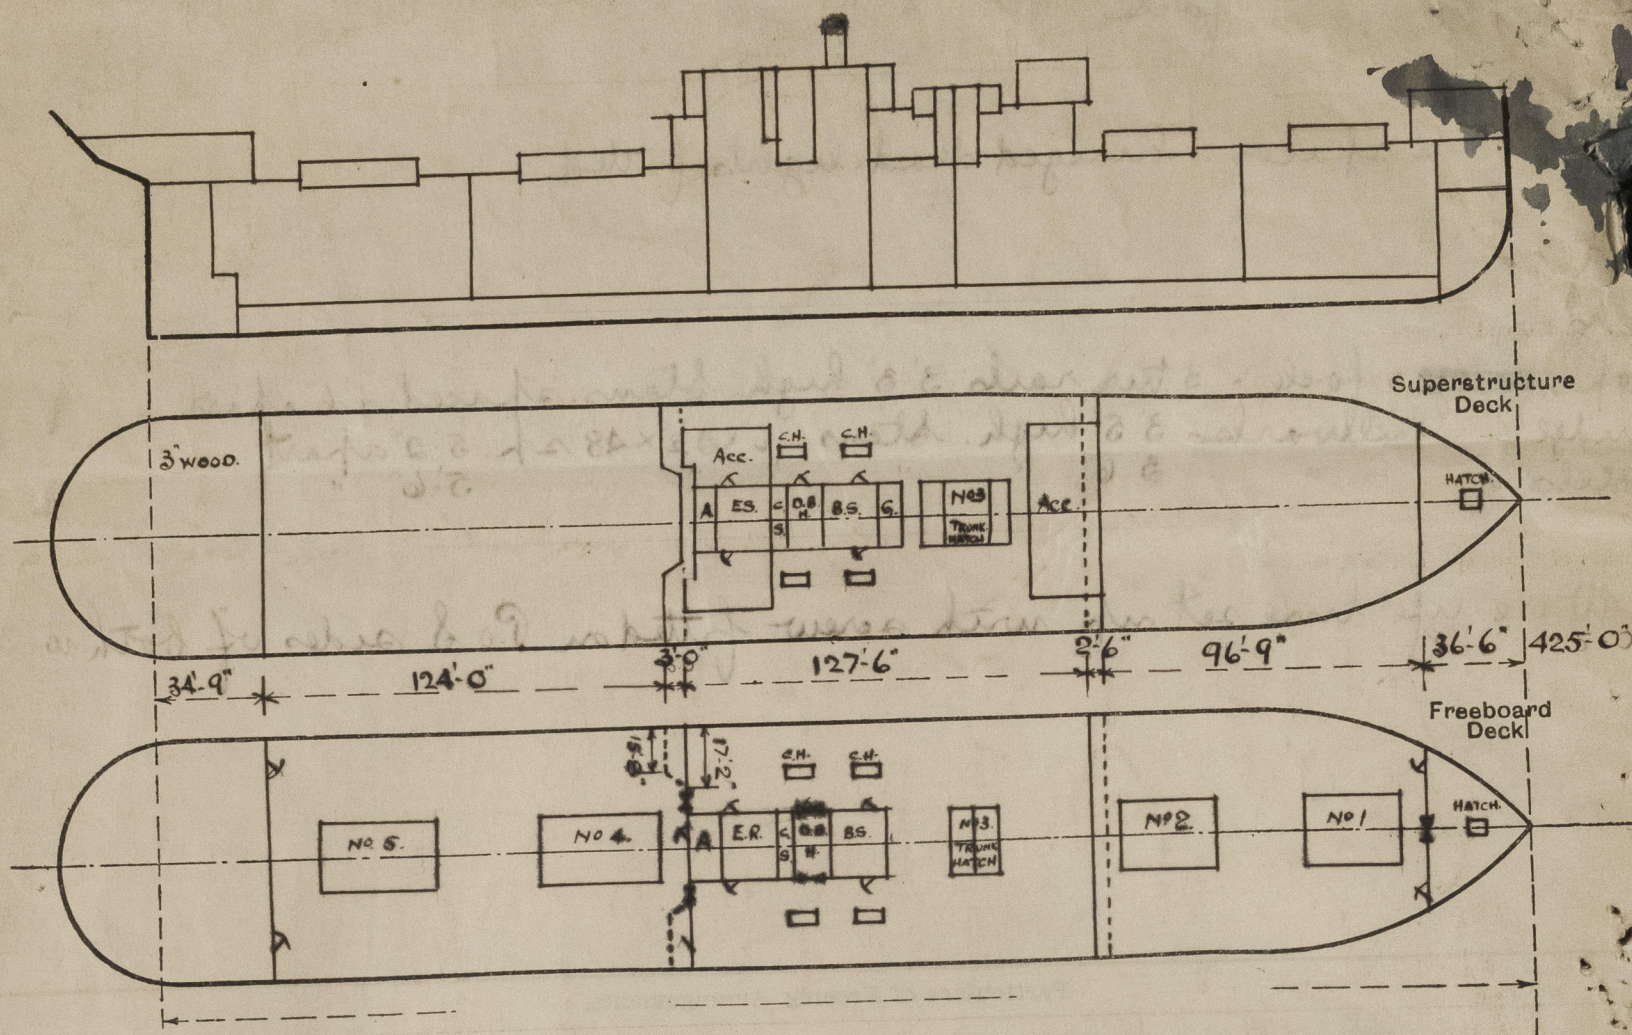 Superstructure
Deck
3" WOOD.
Acc.
C.H.
C.H.
A
E.S.
C.
S.
O.B.
H.
B.S.
G.
No3
TRUNK
HATCH
Acc.
HATCH.
34'-9"
124'-0"
3'-0"
127'-6"
2'-6"
96'-9"
36'-6"
425'-0"
Freeboard
Deck
17'-2"
C.H.
C.H.
No 5.
No 4.
A
E.R.
C.
S.
O.B.
H.
B.S.
No3.
TRUNK
HATCH
No2
No1
HATCH.